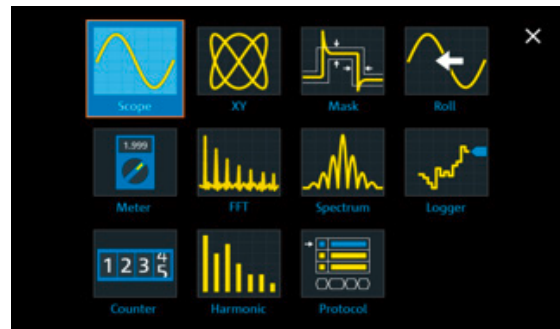 Scope XY Mask Roll
1.999
Meter FFT Spectrum Logger
1 2 3 4 5
Counter Harmonic Protocol